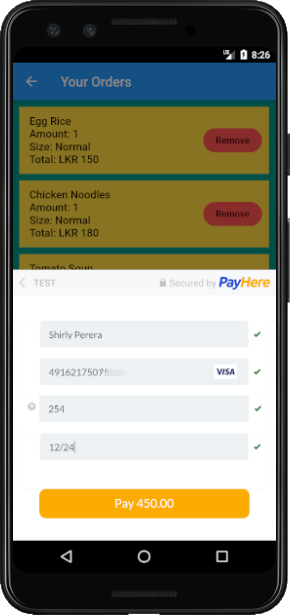 8:26
Your Orders
Egg Rice
Amount: 1
Size: Normal
Total: LKR 150
Remove
Chicken Noodles
Amount: 1
Size: Normal
Total: LKR 180
Remove
Tomato Soup
TEST
Secured by PayHere
Shirly Perera
VISA
254
12/24
Pay 450.00